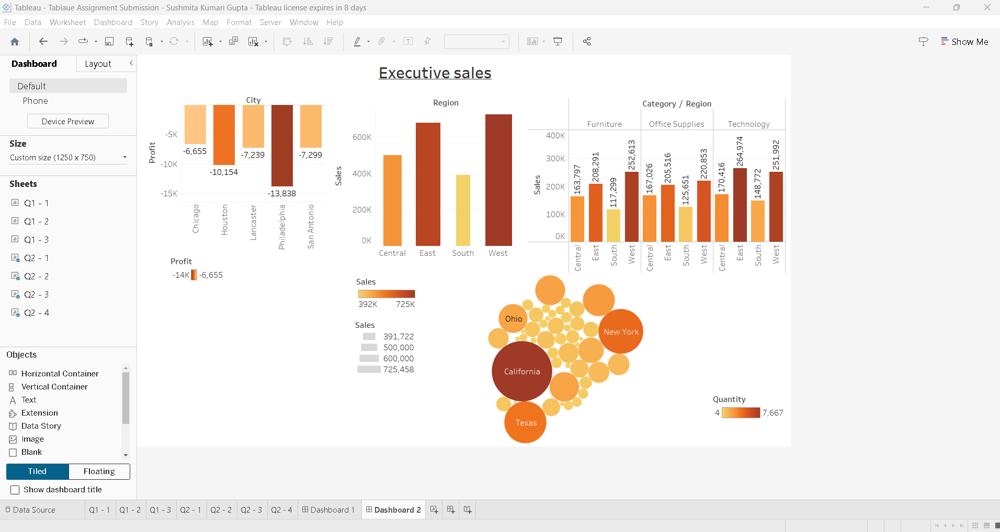 Tableau - Tablaue Assignment Submission - Sushmita Kumari Gupta - Tableau license expires in 8 days
File Data Worksheet Dashboard Story Analysis Map Format Server Window Help
Show Me
Dashboard Layout
Default
Phone
Device Preview
Size
Custom size (1250 x 750)
Sheets
Q1 - 1
Q1 - 2
Q1 - 3
Q2 - 1
Q2 - 2
Q2 - 3
Q2 - 4
Objects
Horizontal Container
Vertical Container
Text
Extension
Data Story
Image
Blank
Tiled Floating
Show dashboard title
Executive sales
City
Profit
-5K
-10K
-15K
-6,655
-10,154
-7,239
-13,838
-7,299
Chicago
Houston
Lancaster
Philadelphia
San Antonio
Profit
-14K -6,655
Region
Sales
600K
400K
200K
0K
Central East South West
Sales
392K 725K
Sales
391,722
500,000
600,000
725,458
Category / Region
Furniture Office Supplies Technology
Sales
400K
300K
200K
100K
0K
163,797
208,291
117,299
252,613
167,026
205,516
125,651
220,853
170,416
264,974
148,772
251,992
Central
East
South
West
Central
East
South
West
Central
East
South
West
Ohio
New York
California
Texas
Quantity
4 7,667
Data Source Q1 - 1 Q1 - 2 Q1 - 3 Q2 - 1 Q2 - 2 Q2 - 3 Q2 - 4 Dashboard 1 Dashboard 2